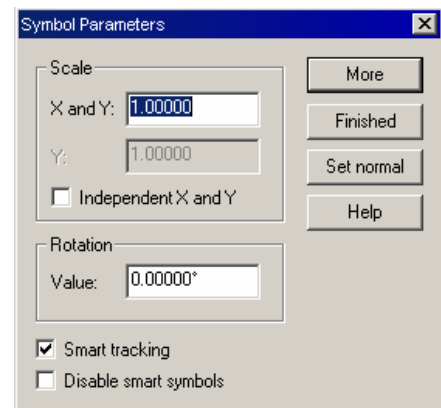 Symbol Parameters
Scale
X and Y: 1.00000
Y: 1.00000
Independent X and Y
Rotation
Value: 0.00000°
Smart tracking
Disable smart symbols
More
Finished
Set normal
Help